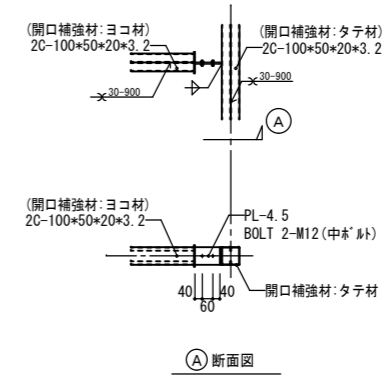 (開口補強材:ヨコ材)
2C-100*50*20*3.2
(開口補強材:タテ材)
2C-100*50*20*3.2
30-900
30-900
A
(開口補強材:ヨコ材)
2C-100*50*20*3.2
PL-4.5
BOLT 2-M12(中ﾎﾞﾙﾄ)
40
40
60
開口補強材:タテ材
A 断面図